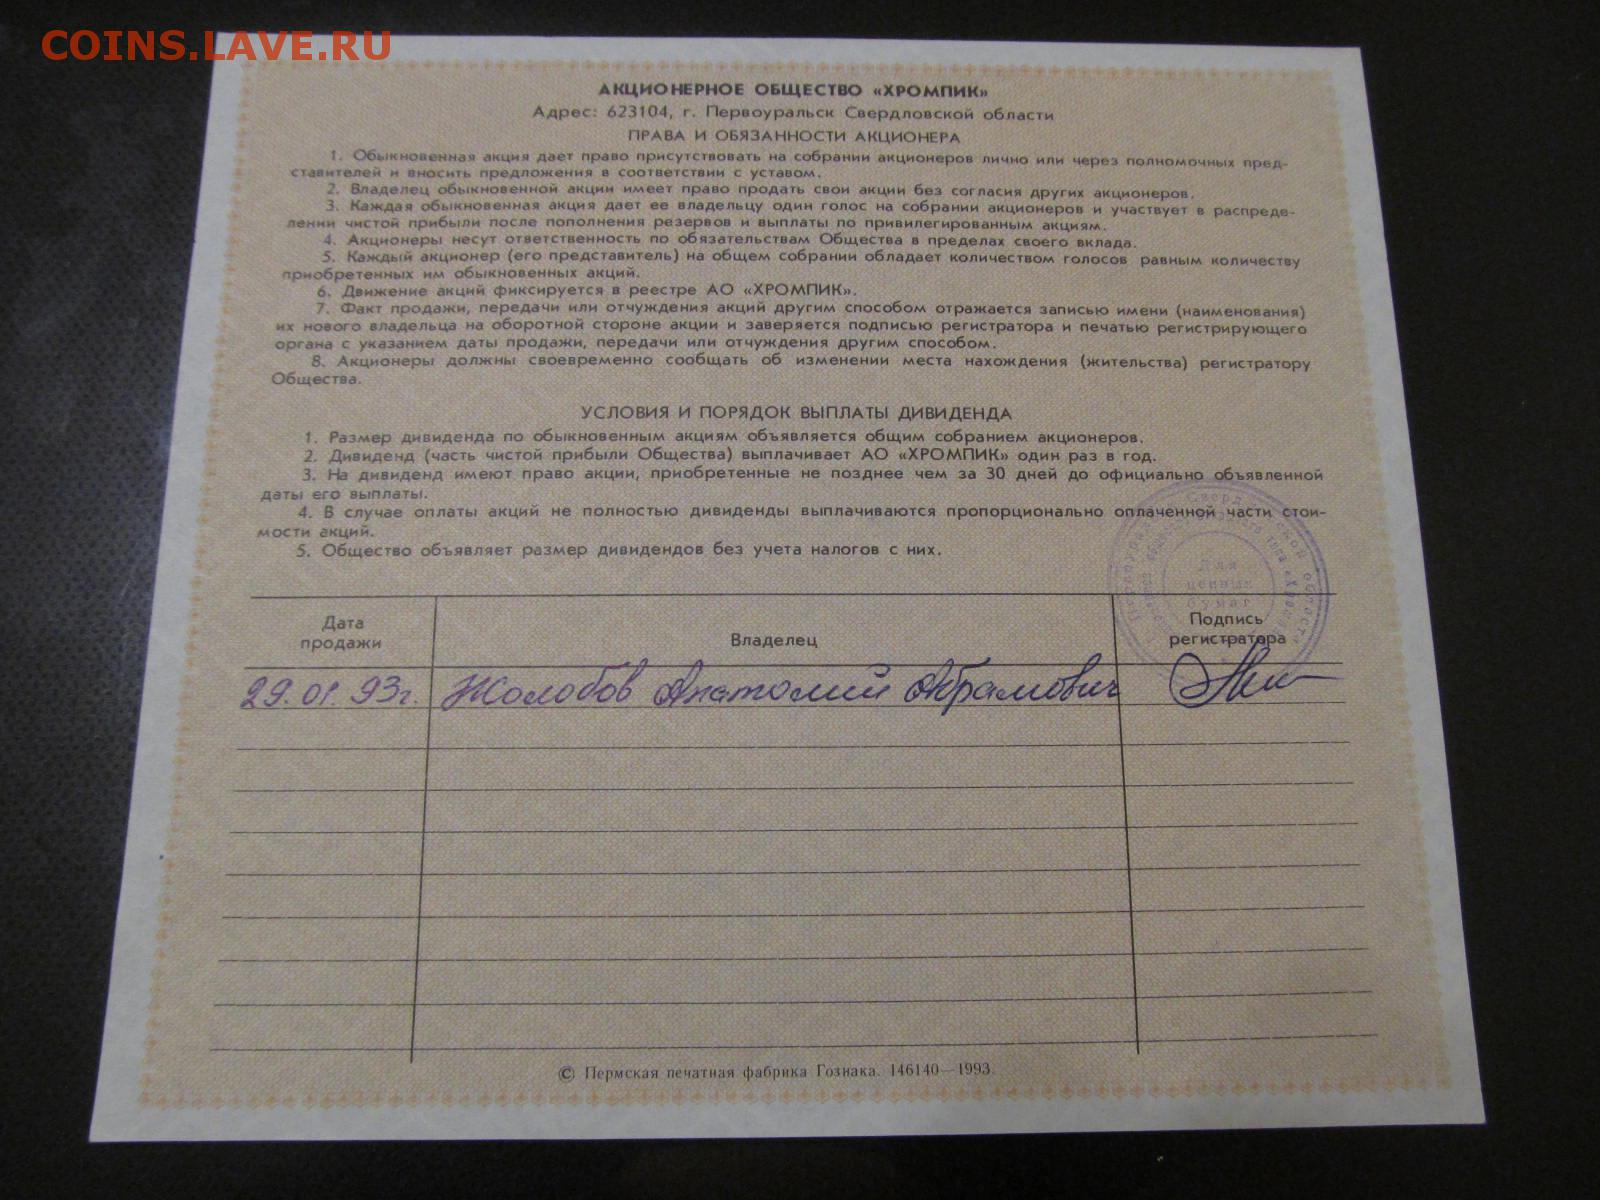 COINS.LAVE.RU
АКЦИОНЕРНОЕ ОБЩЕСТВО «ХРОМПИК»
Адрес: 623104, г. Первоуральск Свердловской области
ПРАВА И ОБЯЗАННОСТИ АКЦИОНЕРА
1. Обыкновенная акция дает право присутствовать на собрании акционеров лично или через полномочных пред-
ставителей и вносить предложения в соответствии с уставом.
2. Владелец обыкновенной акции имеет право продать свои акции без согласия других акционеров.
3. Каждая обыкновенная акция дает ее владельцу один голос на собрании акционеров и участвует в распреде-
лении чистой прибыли после пополнения резервов и выплаты по привилегированным акциям.
4. Акционеры несут ответственность по обязательствам Общества в пределах своего вклада.
5. Каждый акционер (его представитель) на общем собрании обладает количеством голосов равным количеству
приобретенных им обыкновенных акций.
6. Движение акций фиксируется в реестре АО «ХРОМПИК».
7. Факт продажи, передачи или отчуждения акций другим способом отражается записью имени (наименования)
их нового владельца на оборотной стороне акции и заверяется подписью регистратора и печатью регистрирующего
органа с указанием даты продажи, передачи или отчуждения другим способом.
8. Акционеры должны своевременно сообщать об изменении места нахождения (жительства) регистратору
Общества.
УСЛОВИЯ И ПОРЯДОК ВЫПЛАТЫ ДИВИДЕНДА
1. Размер дивиденда по обыкновенным акциям объявляется общим собранием акционеров.
2. Дивиденд (часть чистой прибыли Общества) выплачивает АО «ХРОМПИК» один раз в год.
3. На дивиденд имеют право акции, приобретенные не позднее чем за 30 дней до официально объявленной
даты его выплаты.
4. В случае оплаты акций не полностью дивиденды выплачиваются пропорционально оплаченной части стои-
мости акций.
5. Общество объявляет размер дивидендов без учета налогов с них.
Для
ценных
бумаг
Дата
продажи
Владелец
Подпись
регистратора
29.01.93г. Жолобов Анатолий Абрамович
© Пермская печатная фабрика Гознака. 146140—1993.